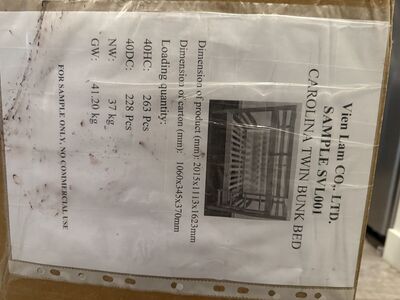 Vien Lam CO,. LTD.
SAMPLE SVL001
CAROLINA TWIN BUNK BED
Dimension of product (mm): 2015x1113x1623mm
Dimension of carton (mm): 1060x345x370mm
Loading quantity:
40HC: 263 Pcs
40DC: 228 Pcs
NW: 37 kg
GW: 41.20 kg
FOR SAMPLE ONLY, NO COMMERCIAL USE